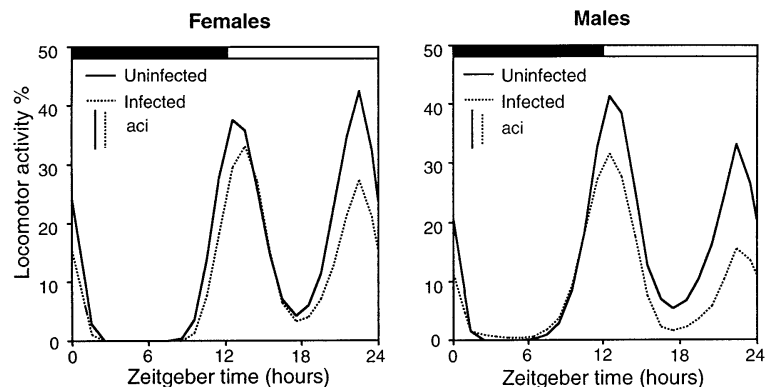 Females
Locomotor activity %
50
40
30
20
10
0
Uninfected
Infected
aci
0 6 12 18 24
Zeitgeber time (hours)
Males
50
40
30
20
10
0
Uninfected
Infected
aci
0 6 12 18 24
Zeitgeber time (hours)